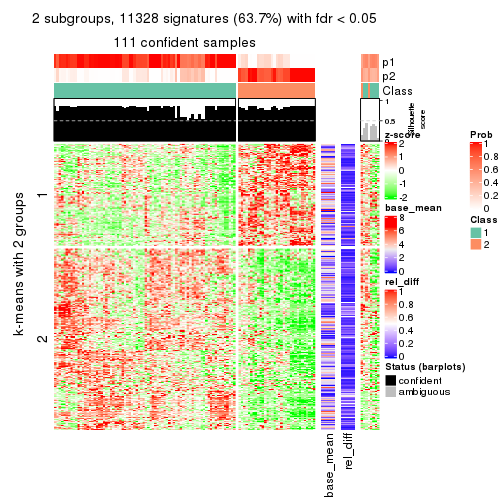 2 subgroups, 11328 signatures (63.7%) with fdr < 0.05
111 confident samples
p1
p2
Class
1
0.5
0
Silhouette
score
k-means with 2 groups
1
2
base_mean
rel_diff
z-score
2
1
0
-1
-2
base_mean
8
6
4
2
0
rel_diff
1
0.8
0.6
0.4
0.2
0
Status (barplots)
confident
ambiguous
Prob
1
0.8
0.6
0.4
0.2
0
Class
1
2